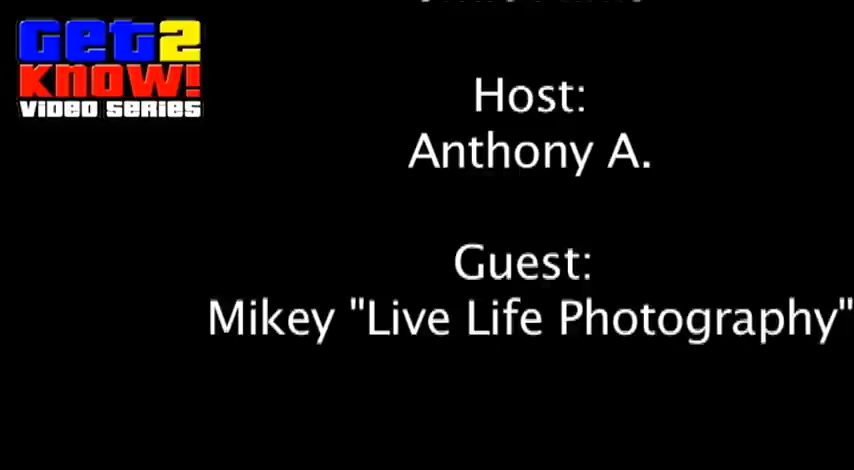 Get2
Know!
Video Series
Host:
Anthony A.
Guest:
Mikey "Live Life Photography"